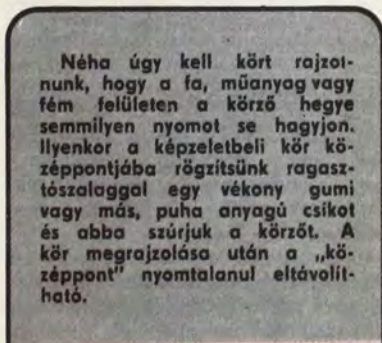 Néha úgy kell kört rajzol-
nunk, hogy a fa, műanyag vagy
fém felületen a körző hegye
semmilyen nyomot se hagyjon.
Ilyenkor a képzeletbeli kör kö-
zéppontjába rögzítsünk ragasz-
tószalaggal egy vékony gumi
vagy más, puha anyagú csíkot
és abba szúrjuk a körzőt. A
kör megrajzolása után a „kö-
zéppont" nyomtalanul eltávolít-
ható.